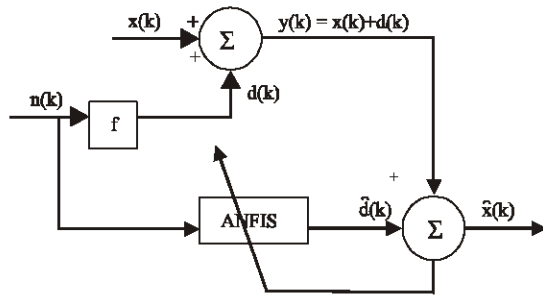 x(k)
+
Σ
y(k) = x(k)+d(k)
+
n(k)
d(k)
f
+
ANFIS
d̂(k)
Σ
x̂(k)